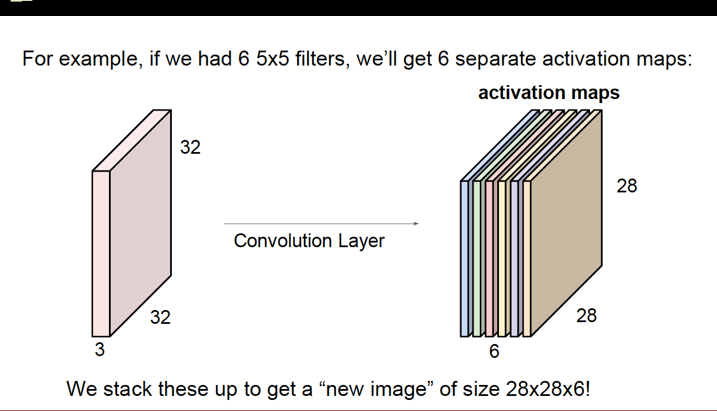 For example, if we had 6 5x5 filters, we’ll get 6 separate activation maps:
activation maps
32
28
Convolution Layer
32
28
3
6
We stack these up to get a “new image” of size 28x28x6!